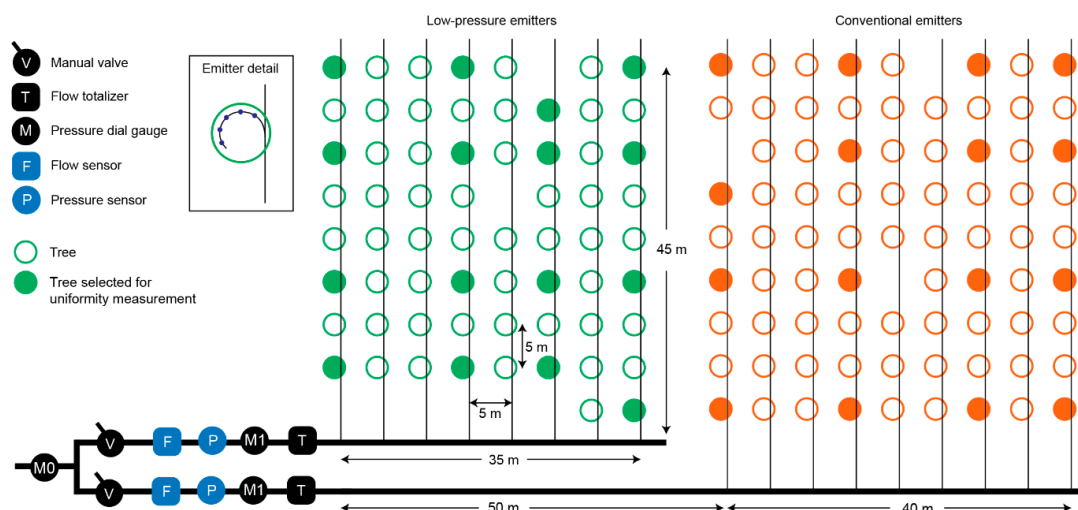 Low-pressure emitters
Conventional emitters
V Manual valve
T Flow totalizer
M Pressure dial gauge
F Flow sensor
P Pressure sensor
Tree
Tree selected for
uniformity measurement
Emitter detail
45 m
5 m
5 m
M0
V F P M1 T
35 m
V F P M1 T
50 m
40 m